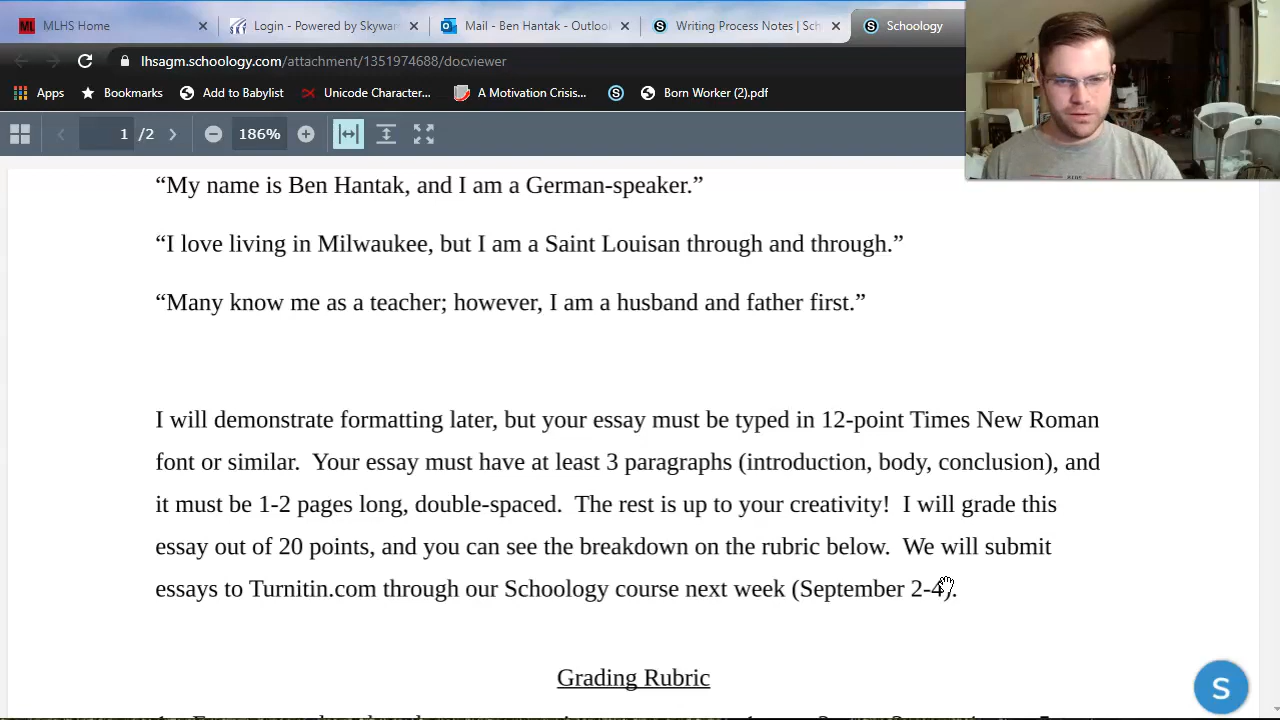 MLHS Home
Login - Powered by Skywar
Mail - Ben Hantak - Outlool
Writing Process Notes | Sch
Schoology
lhsagm.schoology.com/attachment/1351974688/docviewer
Apps
Bookmarks
Add to Babylist
Unicode Character...
A Motivation Crisis...
Born Worker (2).pdf
1 /2
186%
“My name is Ben Hantak, and I am a German-speaker.”
“I love living in Milwaukee, but I am a Saint Louisan through and through.”
“Many know me as a teacher; however, I am a husband and father first.”
I will demonstrate formatting later, but your essay must be typed in 12-point Times New Roman
font or similar. Your essay must have at least 3 paragraphs (introduction, body, conclusion), and
it must be 1-2 pages long, double-spaced. The rest is up to your creativity! I will grade this
essay out of 20 points, and you can see the breakdown on the rubric below. We will submit
essays to Turnitin.com through our Schoology course next week (September 2-4).
Grading Rubric
S